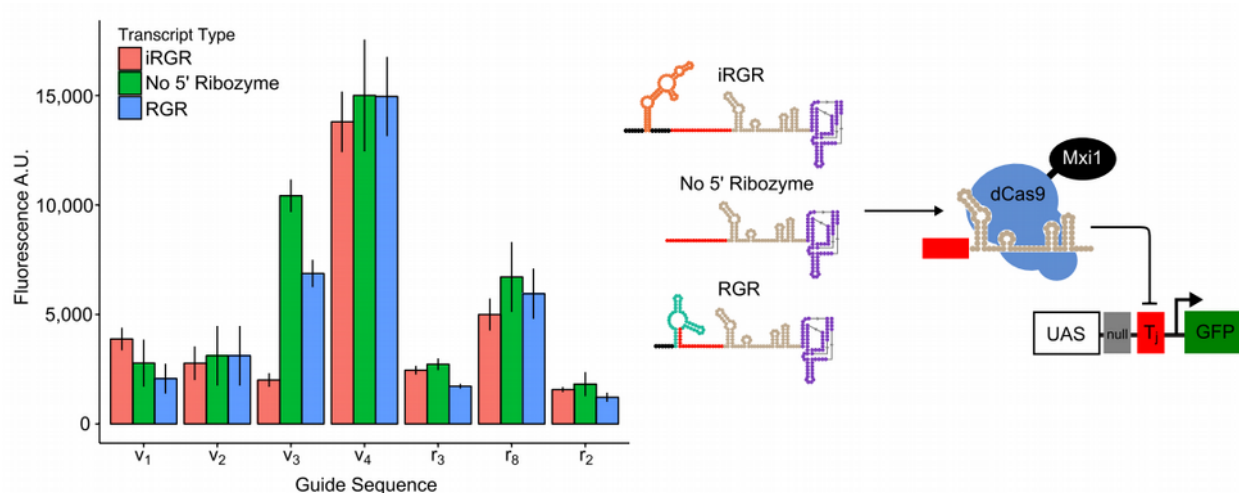 Transcript Type
iRGR
No 5' Ribozyme
RGR
Fluorescence A.U.
15,000
10,000
5,000
0
v1 v2 v3 v4 r3 r8 r2
Guide Sequence
iRGR
No 5' Ribozyme
RGR
Mxi1
dCas9
UAS null Tj GFP